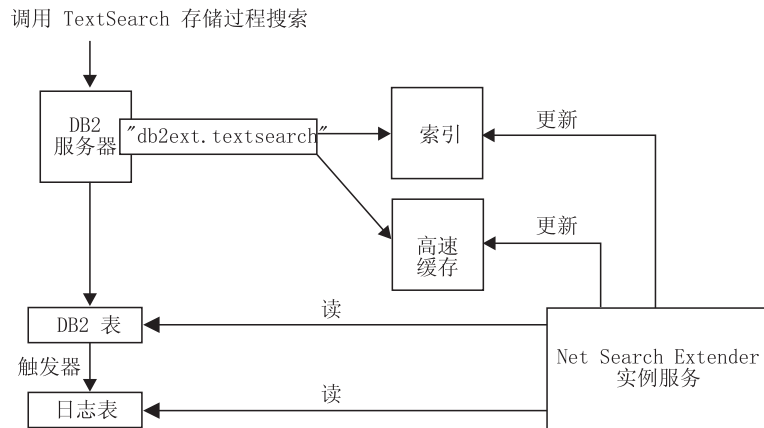 调用 TextSearch 存储过程搜索
DB2
服务器
"db2ext.textsearch"
索引
更新
高速
缓存
更新
DB2 表
读
触发器
Net Search Extender
实例服务
日志表
读